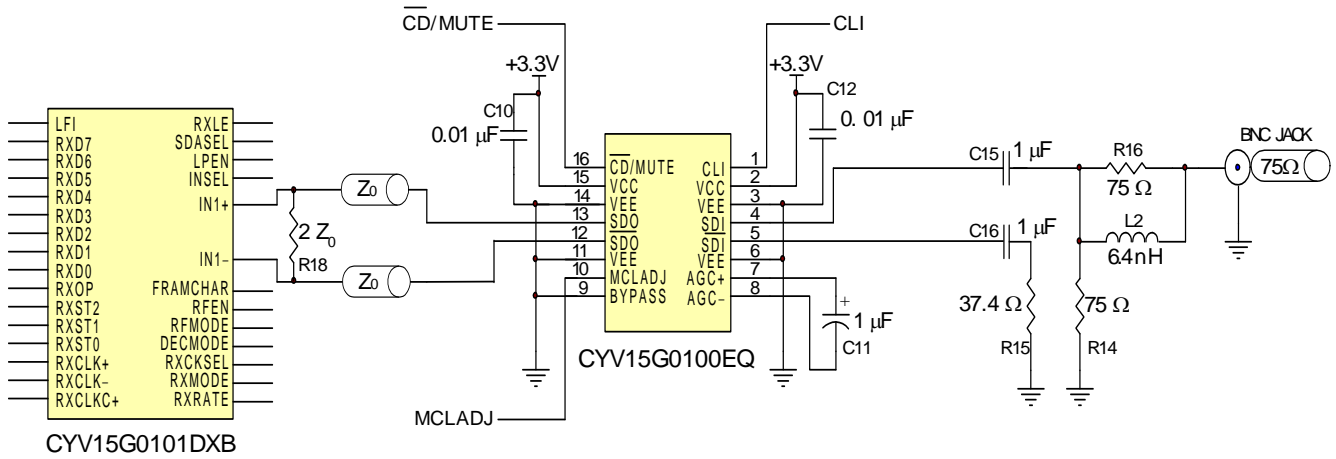 C̅D̅/MUTE
CLI
+3.3V
+3.3V
C10
0.01 µF
C12
0.01 µF
LFI
RXD7
RXD6
RXD5
RXD4
RXD3
RXD2
RXD1
RXD0
RXOP
RXST2
RXST1
RXST0
RXCLK+
RXCLK-
RXCLKC+
RXLE
SDASEL
LPEN
INSEL
IN1+
IN1-
FRAMCHAR
RFEN
RFMODE
DECMODE
RXCKSEL
RXMODE
RXRATE
CYV15G0101DXB
2 Z0
R18
Z0
Z0
16 C̅D̅/MUTE
15 VCC
14 VEE
13 SDO
12 S̅D̅O̅
11 VEE
10 MCLADJ
9 BYPASS
CLI 1
VCC 2
VEE 3
SDI 4
S̅D̅I̅ 5
VEE 6
AGC+ 7
AGC- 8
CYV15G0100EQ
MCLADJ
+
1 µF
C11
C15
1 µF
C16
1 µF
37.4 Ω
R15
75 Ω
R14
R16
75 Ω
L2
6.4nH
BNC JACK
75Ω